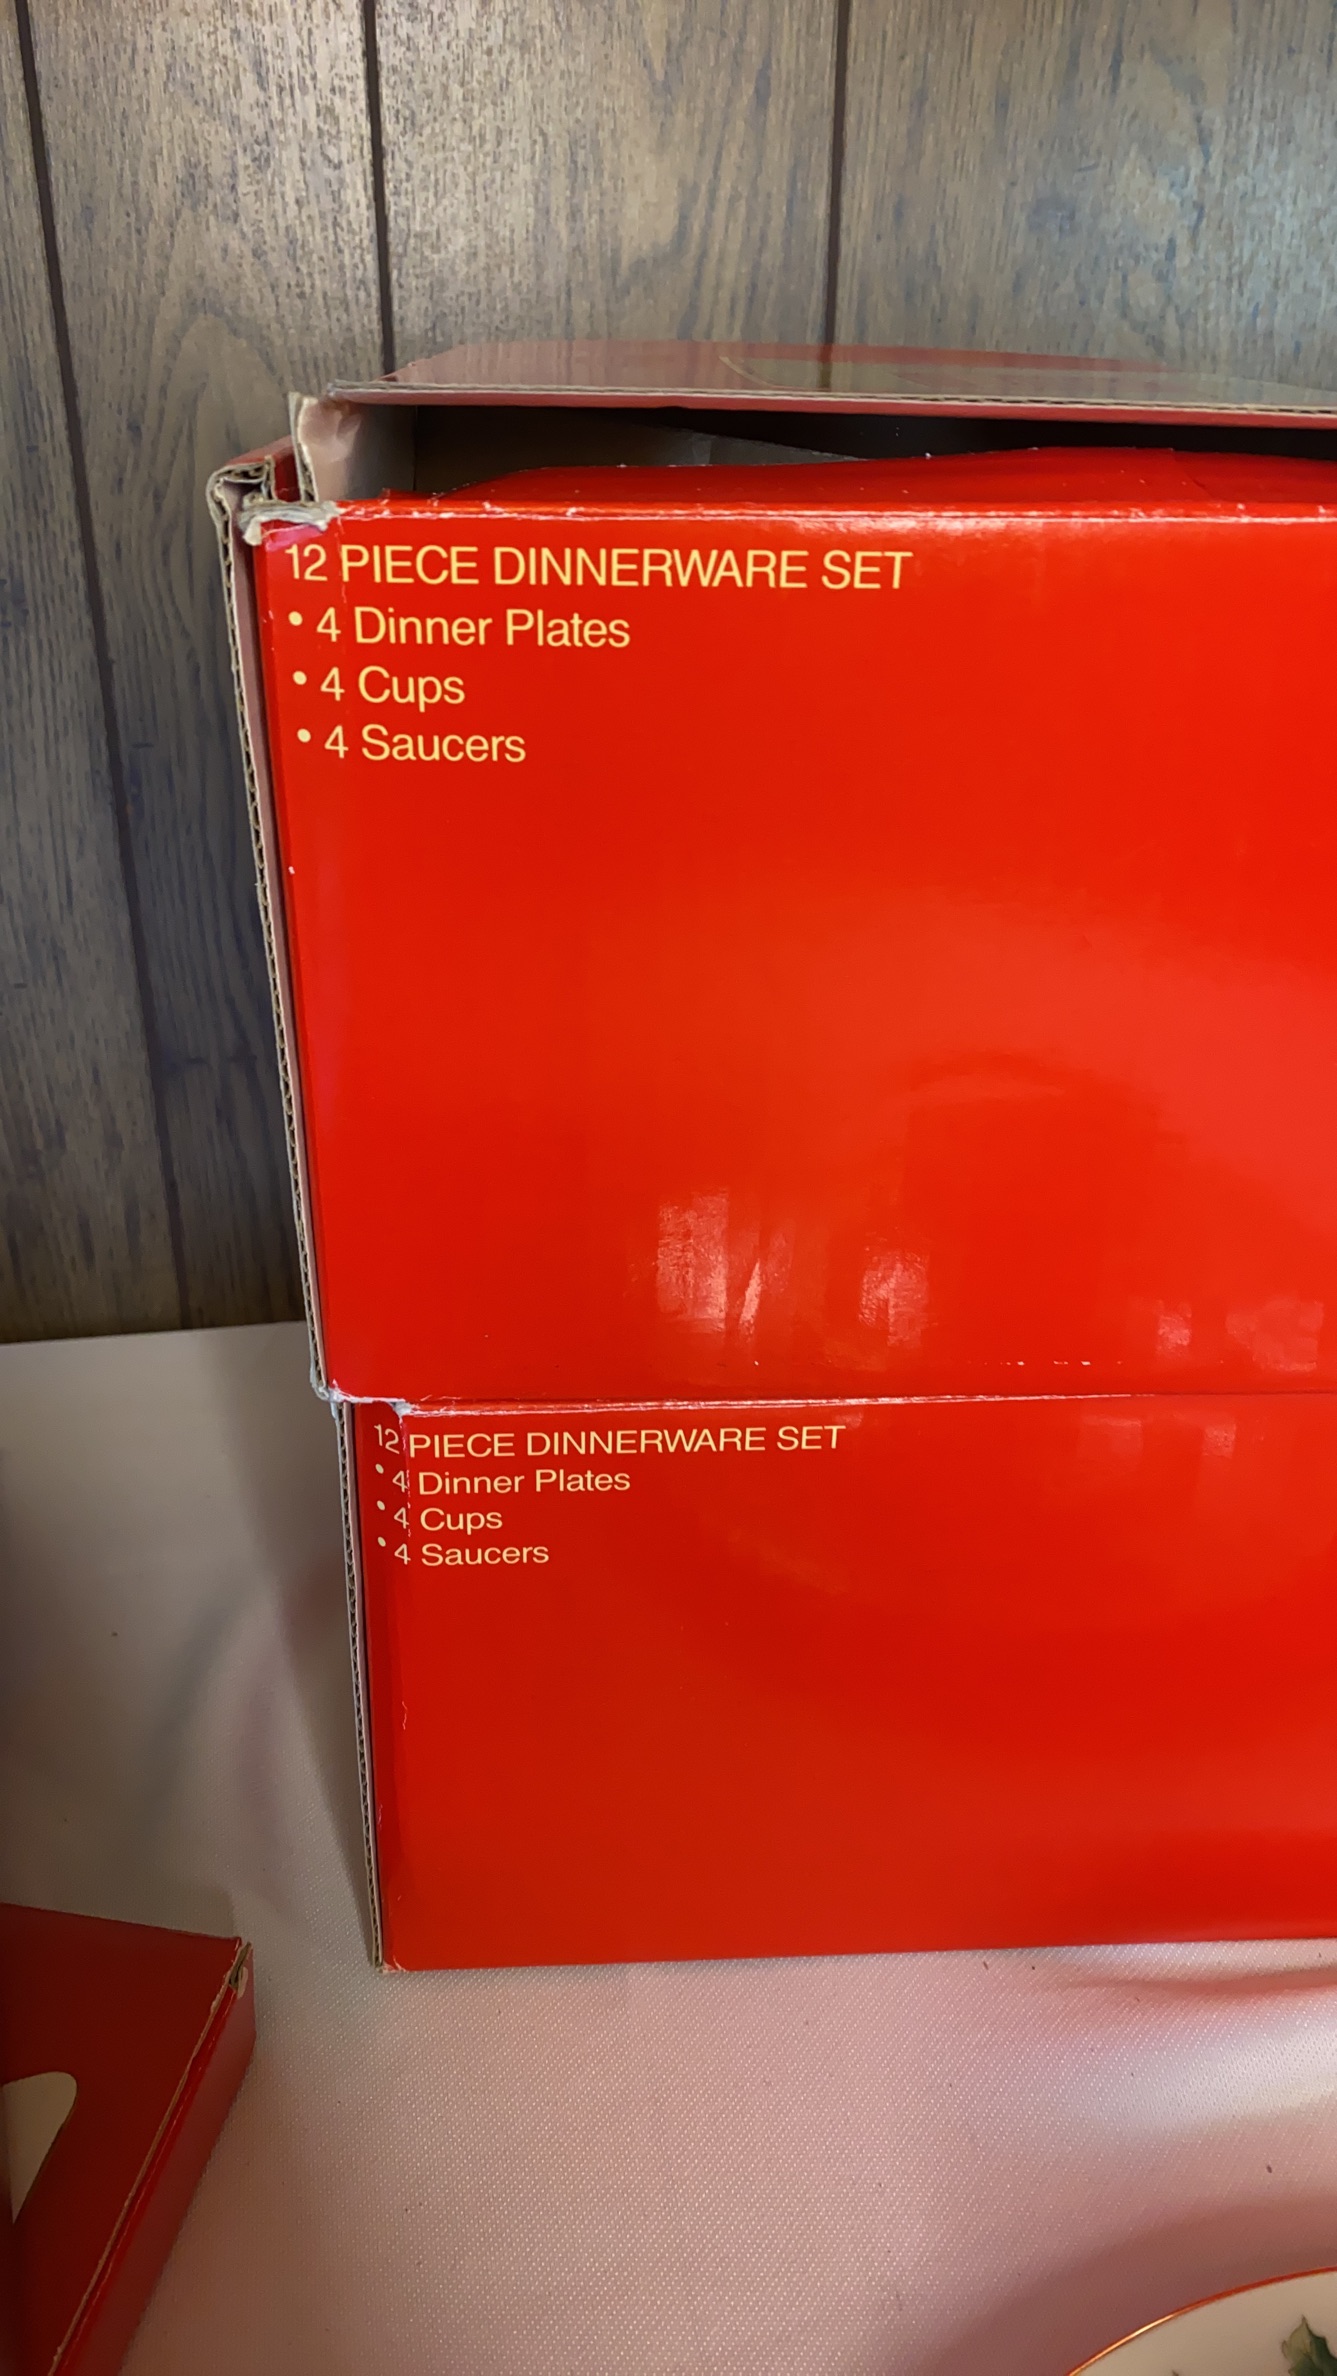 12 PIECE DINNERWARE SET
• 4 Dinner Plates
• 4 Cups
• 4 Saucers
12 PIECE DINNERWARE SET
• 4 Dinner Plates
• 4 Cups
• 4 Saucers